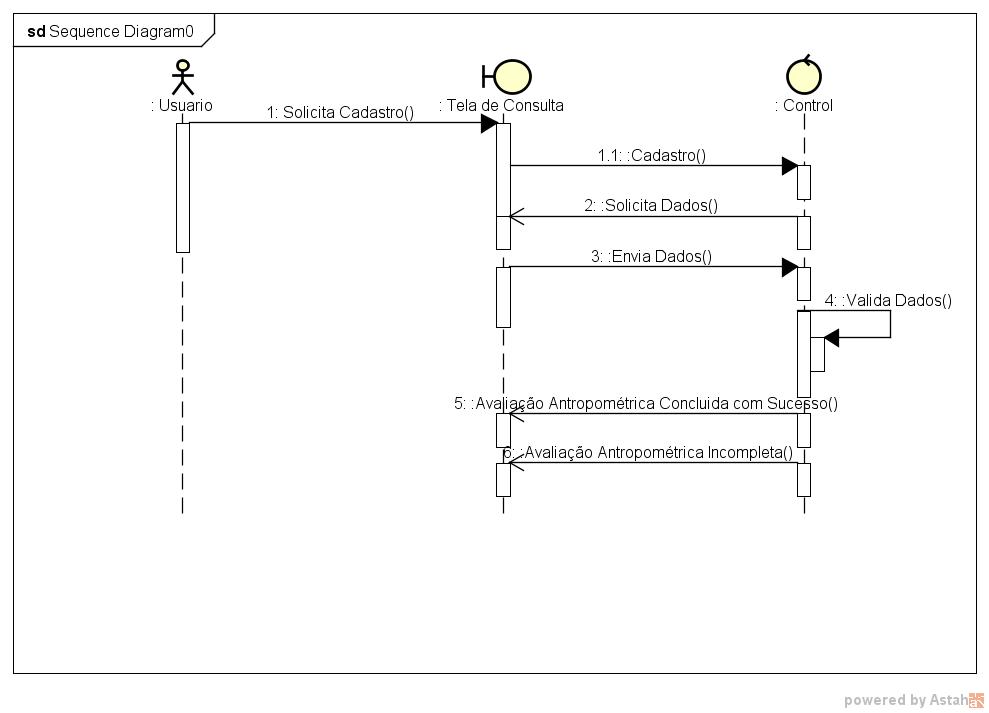 sd Sequence Diagram0
: Usuario
: Tela de Consulta
: Control
1: Solicita Cadastro()
1.1: :Cadastro()
2: :Solicita Dados()
3: :Envia Dados()
4: :Valida Dados()
5: :Avaliação Antropométrica Concluida com Sucesso()
6: :Avaliação Antropométrica Incompleta()
powered by Astah